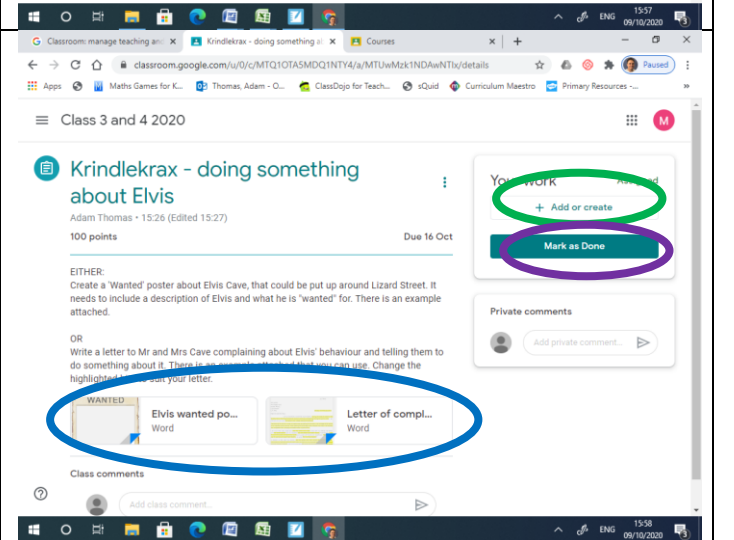 ENG
15:57
09/10/2020
Classroom: manage teaching an
Krindlekrax - doing something a
Courses
classroom.google.com/u/0/c/MTQ1OTA5MDQ1NTY4/a/MTUwMzk1NDAwNTIx/details
Paused
Apps
Maths Games for K...
Thomas, Adam - O...
ClassDojo for Teach...
sQuid
Curriculum Maestro
Primary Resources -...
Class 3 and 4 2020
M
Krindlekrax - doing something
about Elvis
Adam Thomas • 15:26 (Edited 15:27)
100 points
Due 16 Oct
EITHER:
Create a 'Wanted' poster about Elvis Cave, that could be put up around Lizard Street. It
needs to include a description of Elvis and what he is "wanted" for. There is an example
attached.
OR
Write a letter to Mr and Mrs Cave complaining about Elvis' behaviour and telling them to
do something about it. There is an example attached that you can use. Change the
highlighted to suit your letter.
WANTED
Elvis wanted po...
Word
Letter of compl...
Word
Class comments
Add class comment...
Your work
Assigned
+ Add or create
Mark as Done
Private comments
Add private comment...
ENG
15:58
09/10/2020